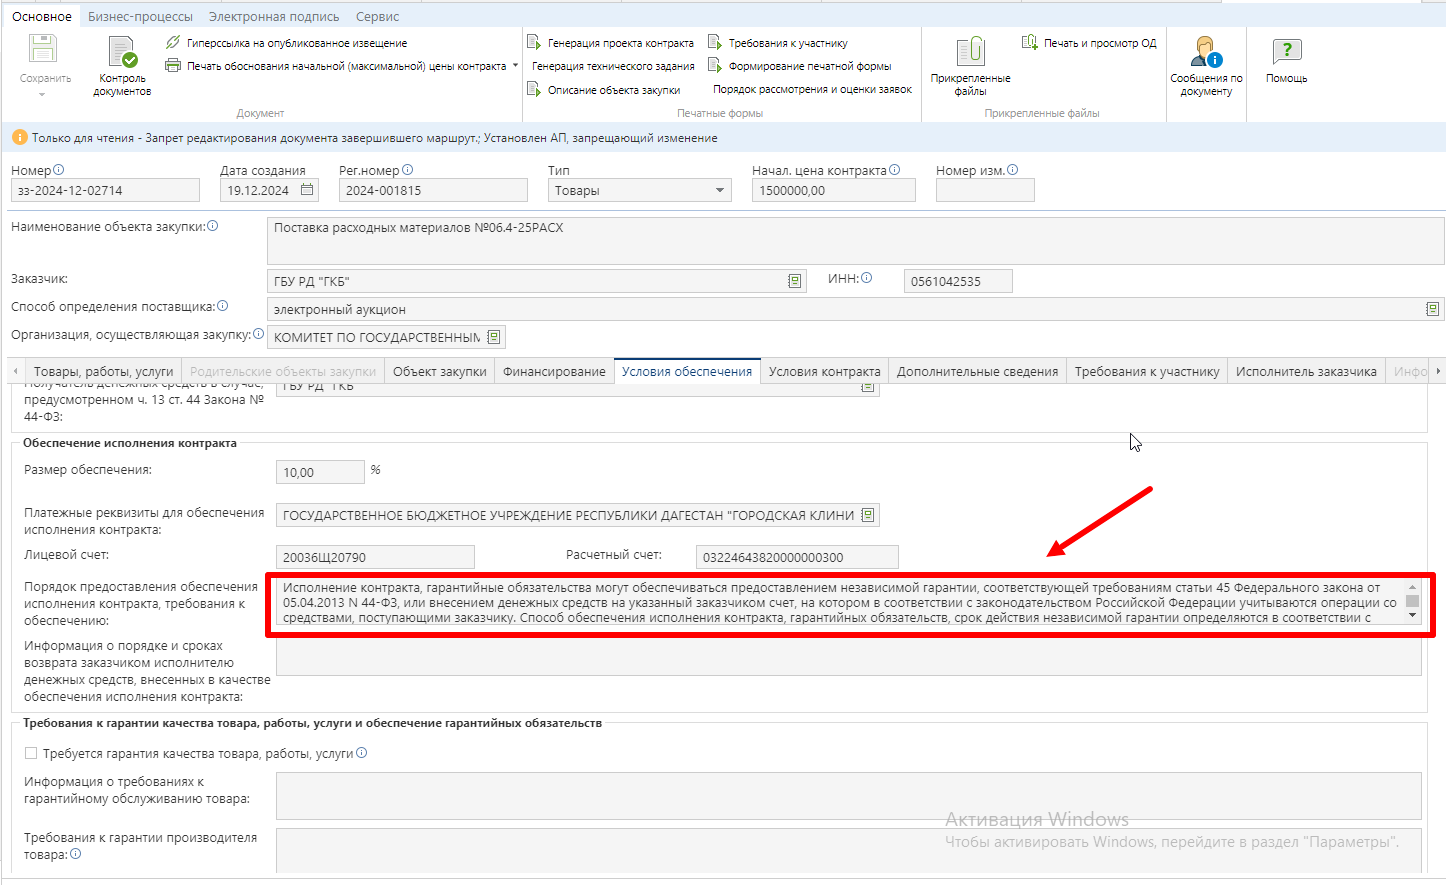 Основное Бизнес-процессы Электронная подпись Сервис
Сохранить
Контроль документов
Гиперссылка на опубликованное извещение
Печать обоснования начальной (максимальной) цены контракта
Документ
Генерация проекта контракта
Генерация технического задания
Описание объекта закупки
Требования к участнику
Формирование печатной формы
Порядок рассмотрения и оценки заявок
Печатные формы
Прикрепленные файлы
Печать и просмотр ОД
Прикрепленные файлы
Сообщения по документу
Помощь
Только для чтения - Запрет редактирования документа завершившего маршрут.; Установлен АП, запрещающий изменение
Номер Дата создания Рег.номер Тип Начал. цена контракта Номер изм.
зз-2024-12-02714 19.12.2024 2024-001815 Товары 1500000,00
Наименование объекта закупки: Поставка расходных материалов №06.4-25РАСХ
Заказчик: ГБУ РД "ГКБ" ИНН: 0561042535
Способ определения поставщика: электронный аукцион
Организация, осуществляющая закупку: КОМИТЕТ ПО ГОСУДАРСТВЕННЫМ
Товары, работы, услуги Родительские объекты закупки Объект закупки Финансирование Условия обеспечения Условия контракта Дополнительные сведения Требования к участнику Исполнитель заказчика Инфо
Получатель денежных средств в случае, ГБУ РД "ГКБ"
предусмотренном ч. 13 ст. 44 Закона №
44-ФЗ:
Обеспечение исполнения контракта
Размер обеспечения: 10,00 %
Платежные реквизиты для обеспечения
исполнения контракта:
ГОСУДАРСТВЕННОЕ БЮДЖЕТНОЕ УЧРЕЖДЕНИЕ РЕСПУБЛИКИ ДАГЕСТАН "ГОРОДСКАЯ КЛИНИ
Лицевой счет: 20036Щ20790 Расчетный счет: 03224643820000000300
Порядок предоставления обеспечения
исполнения контракта, требования к
обеспечению:
Исполнение контракта, гарантийные обязательства могут обеспечиваться предоставлением независимой гарантии, соответствующей требованиям статьи 45 Федерального закона от
05.04.2013 N 44-ФЗ, или внесением денежных средств на указанный заказчиком счет, на котором в соответствии с законодательством Российской Федерации учитываются операции со
средствами, поступающими заказчику. Способ обеспечения исполнения контракта, гарантийных обязательств, срок действия независимой гарантии определяются в соответствии с
Информация о порядке и сроках
возврата заказчиком исполнителю
денежных средств, внесенных в качестве
обеспечения исполнения контракта:
Требования к гарантии качества товара, работы, услуги и обеспечение гарантийных обязательств
Требуется гарантия качества товара, работы, услуги
Информация о требованиях к
гарантийному обслуживанию товара:
Требования к гарантии производителя
товара:
Активация Windows
Чтобы активировать Windows, перейдите в раздел "Параметры".